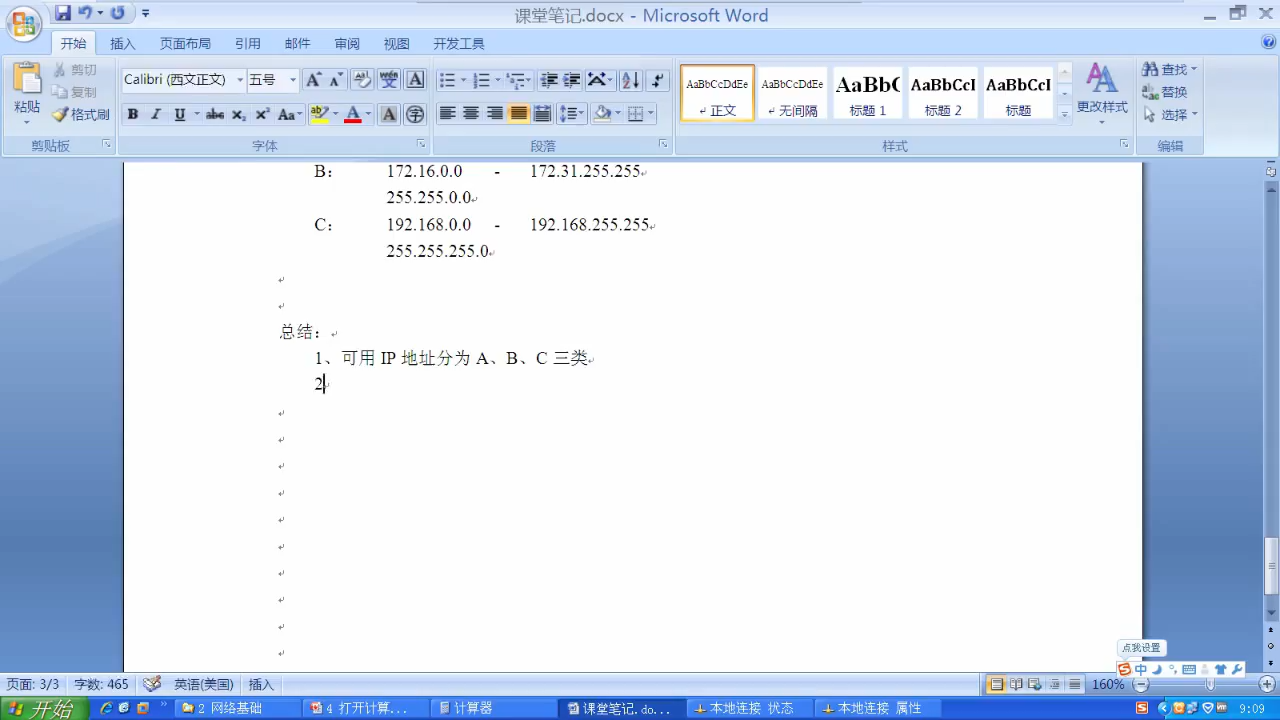 课堂笔记.docx - Microsoft Word
开始 插入 页面布局 引用 邮件 审阅 视图 开发工具
粘贴 剪切 复制 格式刷
Calibri (西文正文) 五号
AaBbCcDdEe AaBbCcDdEe AaBbC AaBbCcI AaBbCcI
正文 无间隔 标题 1 标题 2 标题
更改样式
查找 替换 选择
剪贴板 字体 段落 样式 编辑
B： 172.16.0.0 - 172.31.255.255
255.255.0.0
C： 192.168.0.0 - 192.168.255.255
255.255.255.0
总结：
1、可用 IP 地址分为 A、B、C 三类
2
点我设置
中
页面: 3/3 字数: 465 英语(美国) 插入 160%
开始 2 网络基础 4 打开计算... 计算器 课堂笔记.do... 本地连接 状态 本地连接 属性 9:09